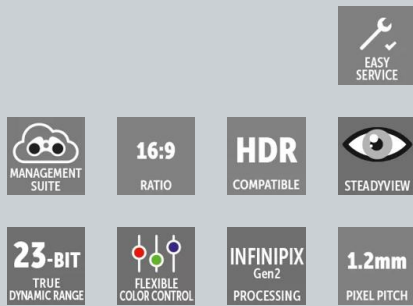 EASY
SERVICE
MANAGEMENT
SUITE
16:9
RATIO
HDR
COMPATIBLE
STEADYVIEW
23-BIT
TRUE
DYNAMIC RANGE
FLEXIBLE
COLOR CONTROL
INFINIPIX
Gen2
PROCESSING
1.2mm
PIXEL PITCH